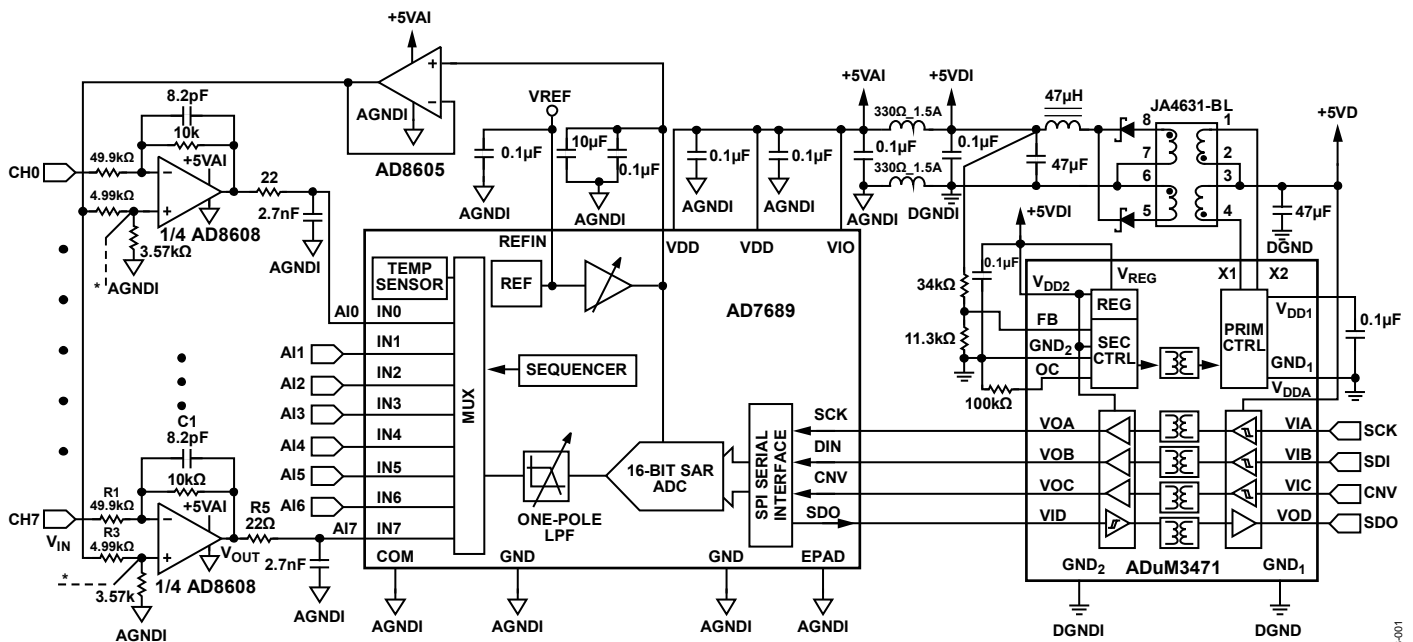 +5VAI
8.2pF
10k
+
−
AGNDI
AD8605
VREF
0.1µF
10µF
0.1µF
AGNDI
AGNDI
+5VAI
+5VDI
330Ω_1.5A
330Ω_1.5A
0.1µF
AGNDI
0.1µF
AGNDI
0.1µF
AGNDI
0.1µF
DGNDI
47µH
47µF
JA4631-BL
8
7
6
5
1
2
3
4
+5VD
47µF
DGND
CH0
49.9kΩ
4.99kΩ
+5VAI
−
+
1/4 AD8608
3.57kΩ
* AGNDI
22
2.7nF
AGNDI
REFIN
VDD
VDD
VIO
TEMP
SENSOR
REF
AD7689
AI0
IN0
AI1
IN1
AI2
IN2
AI3
IN3
AI4
IN4
AI5
IN5
AI6
IN6
AI7
IN7
MUX
SEQUENCER
ONE-POLE
LPF
16-BIT SAR
ADC
SPI SERIAL
INTERFACE
SCK
DIN
CNV
SDO
COM
GND
GND
EPAD
AGNDI
AGNDI
AGNDI
AGNDI
C1
8.2pF
10kΩ
CH7
R1
49.9kΩ
VIN
R3
4.99kΩ
+5VAI
−
+
VOUT
R5
22Ω
*
1/4 AD8608
3.57k
AGNDI
2.7nF
AGNDI
+5VDI
0.1µF
34kΩ
11.3kΩ
100kΩ
VDD2
VREG
X1
X2
FB
GND2
OC
REG
SEC
CTRL
PRIM
CTRL
VDD1
0.1µF
GND1
VDDA
VOA
VIA
SCK
VOB
VIB
SDI
VOC
VIC
CNV
VID
VOD
SDO
GND2
ADuM3471
GND1
DGNDI
DGND
-001